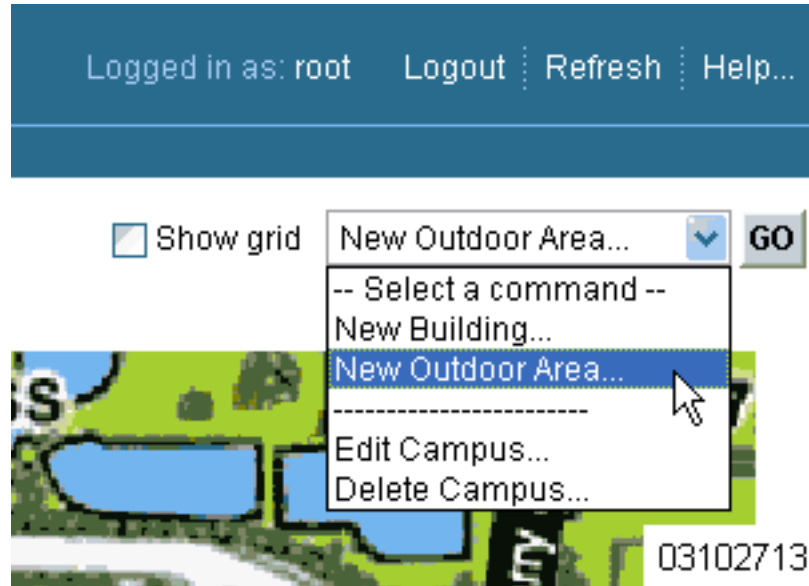 Logged in as: root Logout Refresh Help...
Show grid New Outdoor Area... GO
-- Select a command --
New Building...
New Outdoor Area...
------------------------
Edit Campus...
Delete Campus...
03102713